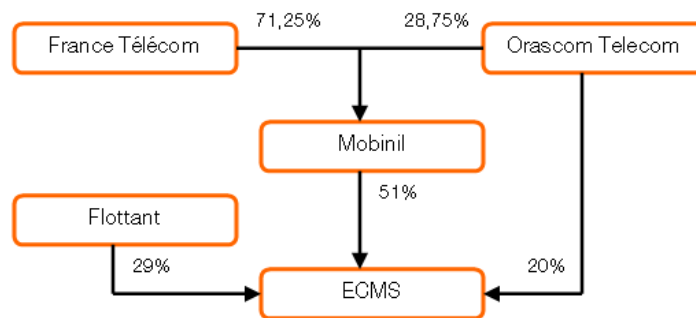 71,25%
28,75%
France Télécom
Orascom Telecom
Mobinil
51%
Flottant
29%
20%
ECMS